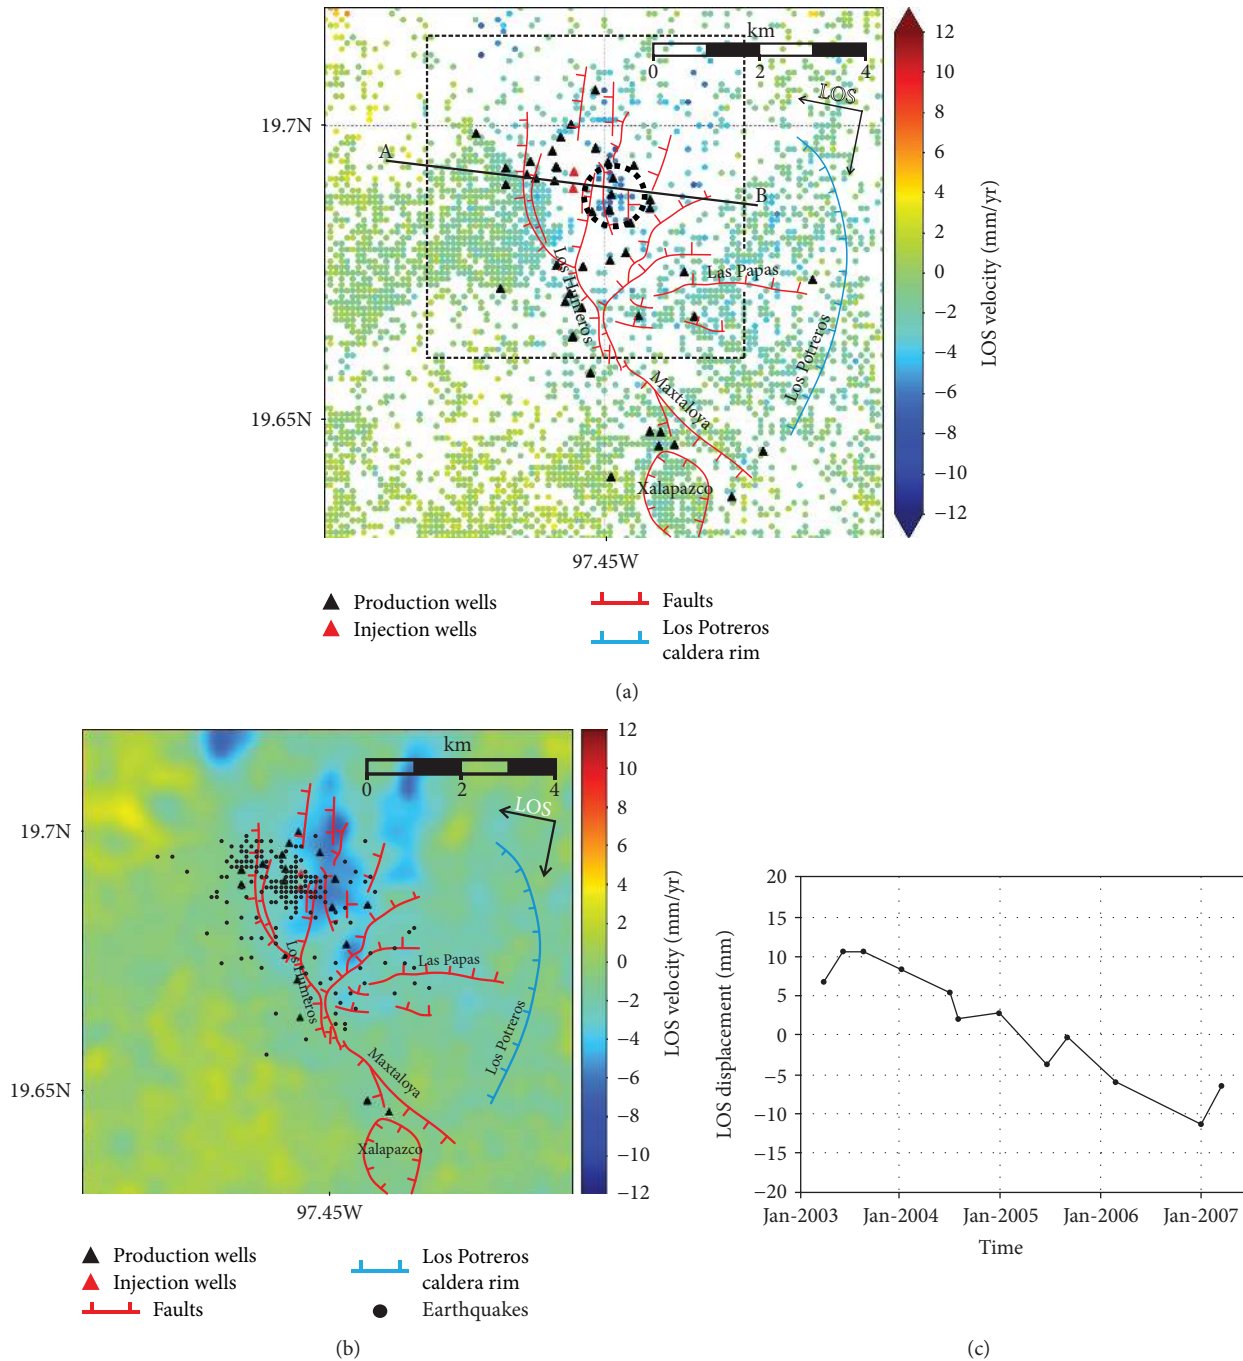 km
0 2 4
LOS
19.7N
A
B
Los Humeros
Las Papas
Los Potreros
Maxtaloya
19.65N
Xalapazco
97.45W
12
10
8
6
4
2
0
−2
−4
−6
−8
−10
−12
LOS velocity (mm/yr)
Production wells
Injection wells
Faults
Los Potreros
caldera rim
(a)
km
0 2 4
LOS
19.7N
Los Humeros
Las Papas
Los Potreros
Maxtaloya
19.65N
Xalapazco
97.45W
12
10
8
6
4
2
0
−2
−4
−6
−8
−10
−12
LOS velocity (mm/yr)
Production wells
Injection wells
Faults
Los Potreros
caldera rim
Earthquakes
(b)
20
15
10
5
0
−5
−10
−15
−20
LOS displacement (mm)
Jan-2003 Jan-2004 Jan-2005 Jan-2006 Jan-2007
Time
(c)